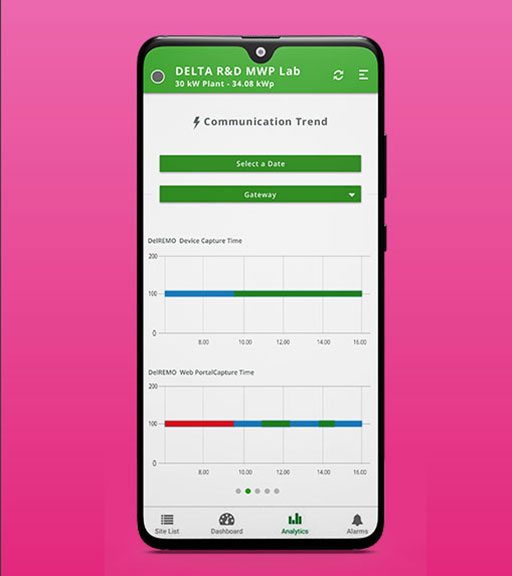 DELTA R&D MWP Lab
30 kW Plant - 34.08 kWp
Communication Trend
Select a Date
Gateway
DelREMO Device Capture Time
200
100
0
8.00 10.00 12.00 14.00 16.00
DelREMO Web PortalCapture Time
200
100
0
8.00 10.00 12.00 14.00 16.00
Site List Dashboard Analytics Alarms